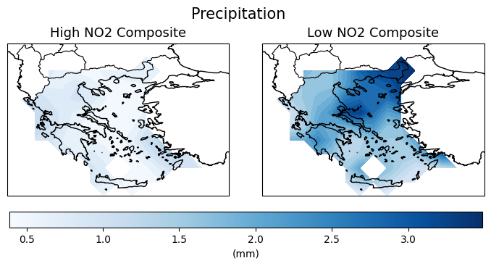 Precipitation
High NO2 Composite
Low NO2 Composite
0.5 1.0 1.5 2.0 2.5 3.0
(mm)